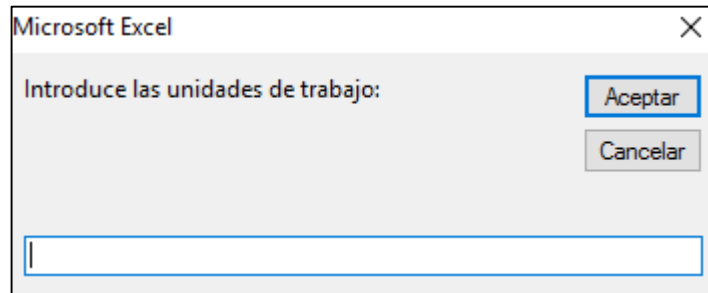 Microsoft Excel
Introduce las unidades de trabajo:
Aceptar
Cancelar